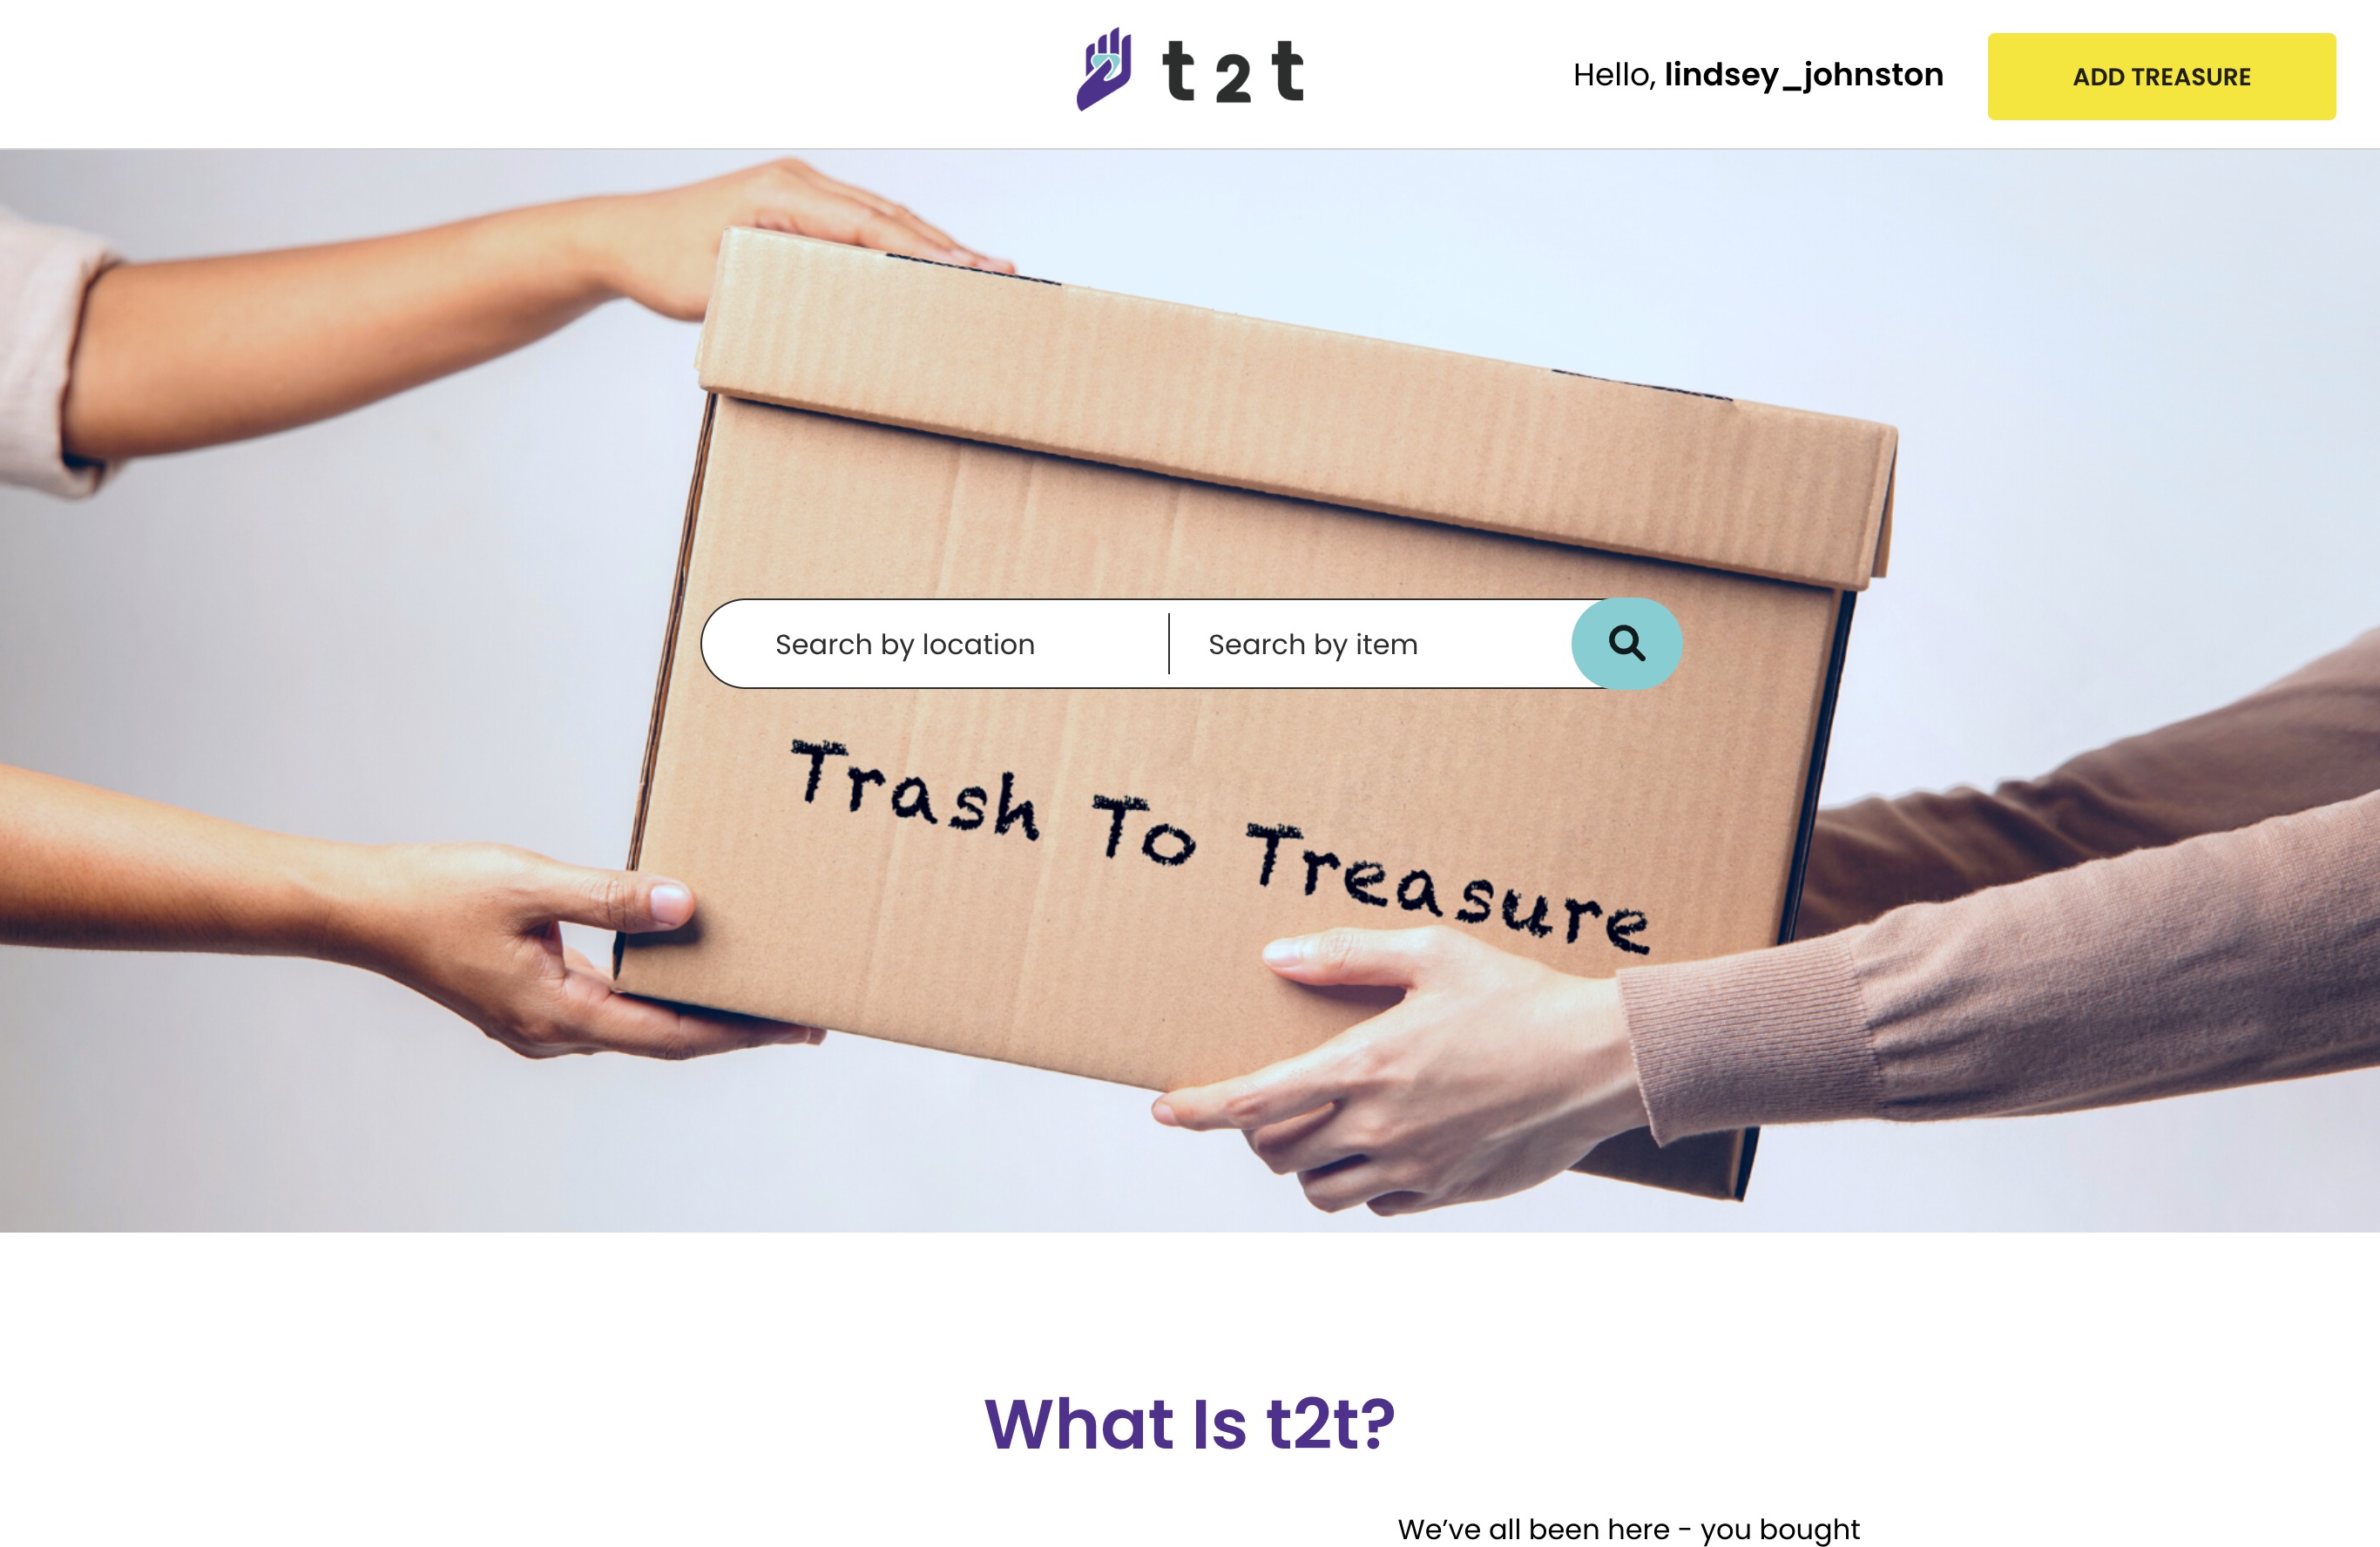 t2t
Hello, lindsey_johnston
ADD TREASURE
Search by location
Search by item
Trash To Treasure
What Is t2t?
We’ve all been here - you bought